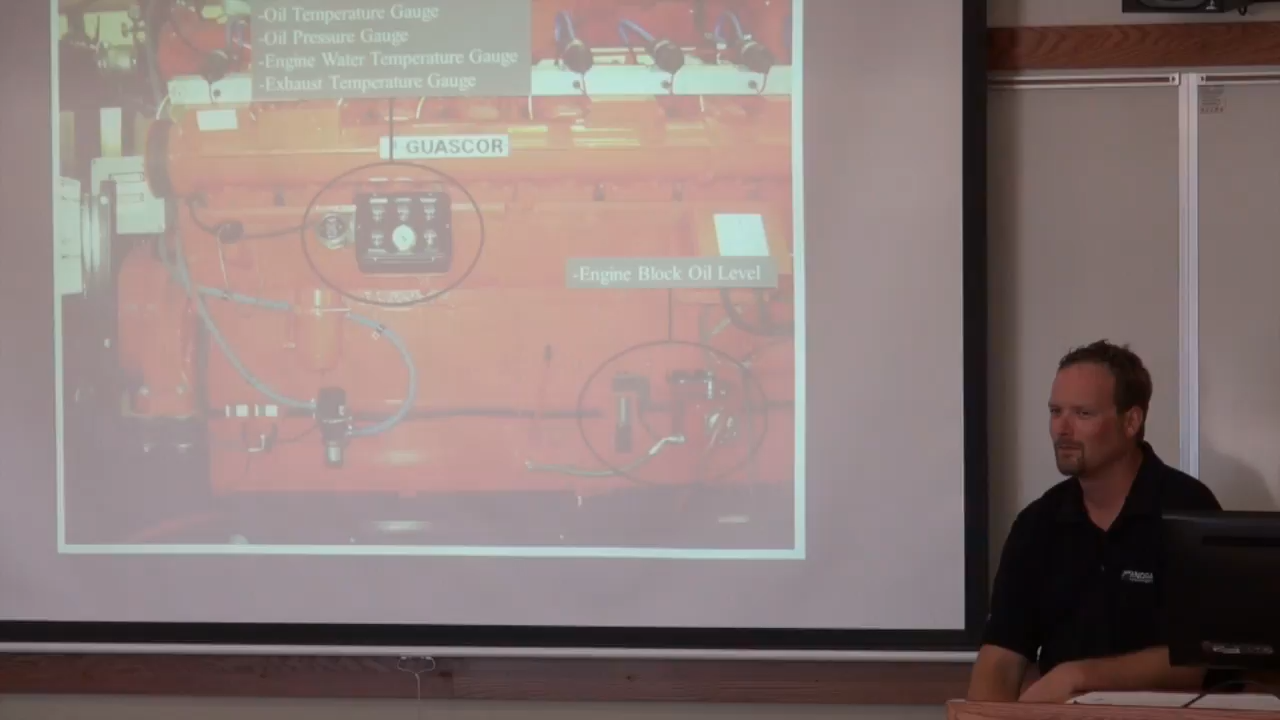 -Oil Temperature Gauge
-Oil Pressure Gauge
-Engine Water Temperature Gauge
-Exhaust Temperature Gauge
GUASCOR
-Engine Block Oil Level